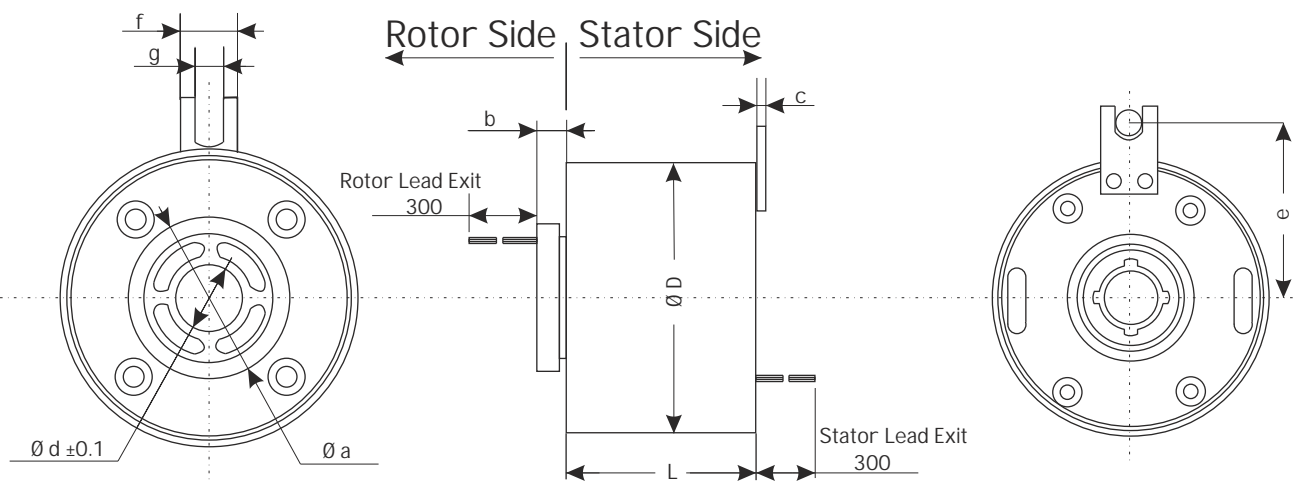 f
g
Rotor Side
Stator Side
b
c
Rotor Lead Exit
300
Ø D
e
Ø d ±0.1
Ø a
L
Stator Lead Exit
300